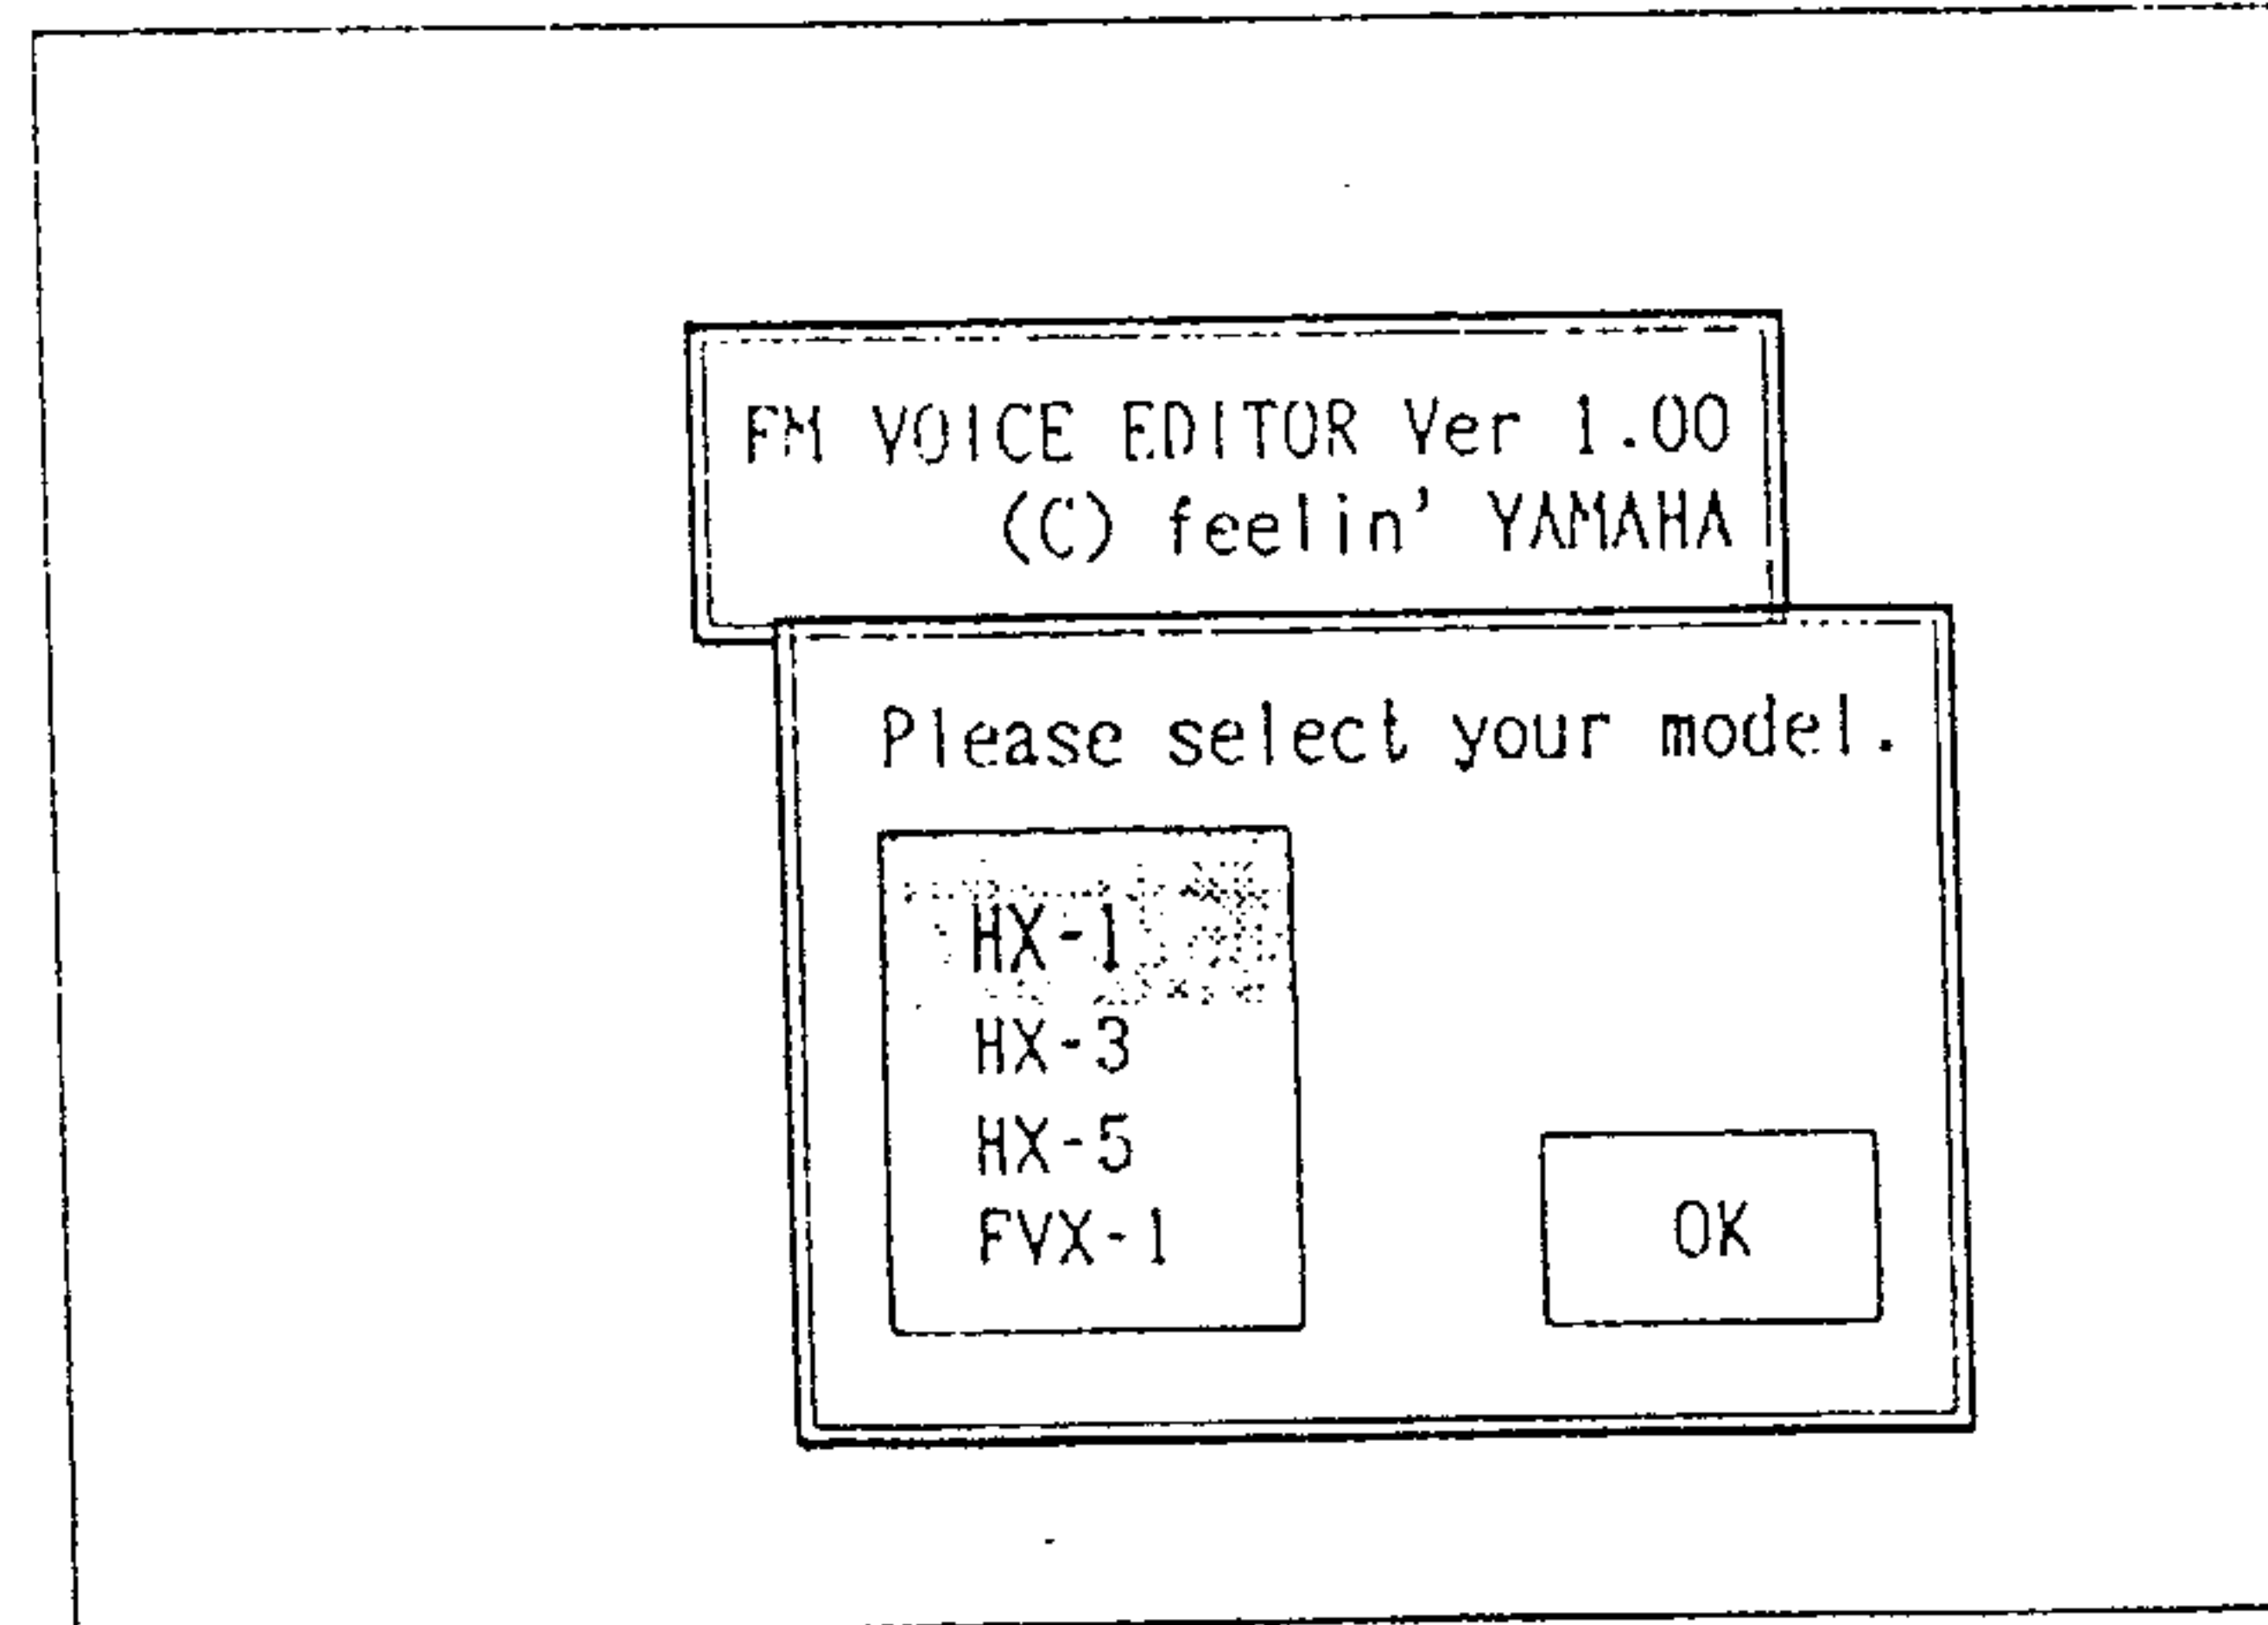 FM VOICE EDITOR Ver 1.00
(C) feelin' YAMAHA
Please select your model.
HX-1
HX-3
HX-5
FVX-1
OK